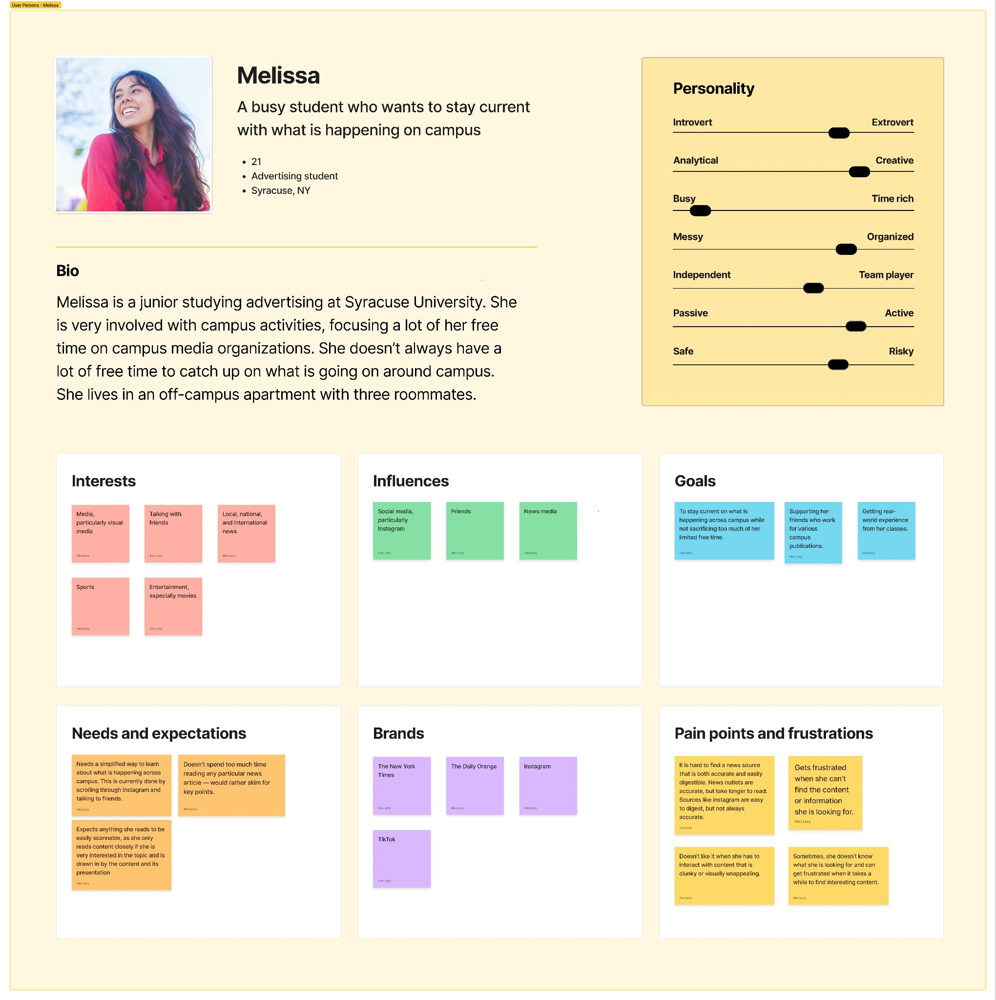 User Persona - Melissa
Melissa
A busy student who wants to stay current
with what is happening on campus
• 21
• Advertising student
• Syracuse, NY
Personality
Introvert Extrovert
Analytical Creative
Busy Time rich
Messy Organized
Independent Team player
Passive Active
Safe Risky
Bio
Melissa is a junior studying advertising at Syracuse University. She
is very involved with campus activities, focusing a lot of her free
time on campus media organizations. She doesn’t always have a
lot of free time to catch up on what is going on around campus.
She lives in an off-campus apartment with three roommates.
Interests
Media,
particularly visual
media
Alex Levy
Talking with
friends
Alex Levy
Local, national,
and international
news
Alex Levy
Sports
Alex Levy
Entertainment,
especially movies
Alex Levy
Influences
Social media,
particularly
Instagram
Alex Levy
Friends
Alex Levy
News media
Alex Levy
Goals
To stay current on what is
happening across campus while
not sacrificing too much of her
limited free time.
Alex Levy
Supporting her
friends who work
for various
campus
publications.
Alex Levy
Getting real-
world experience
from her classes.
Alex Levy
Needs and expectations
Needs a simplified way to learn
about what is happening across
campus. This is currently done by
scrolling through Instagram and
talking to friends.
Alex Levy
Doesn’t spend too much time
reading any particular news
article — would rather skim for
key points.
Alex Levy
Expects anything she reads to be
easily scannable, as she only
reads content closely if she is
very interested in the topic and is
drawn in by the content and its
presentation
Alex Levy
Brands
The New York
Times
Alex Levy
The Daily Orange
Alex Levy
Instagram
Alex Levy
TikTok
Alex Levy
Pain points and frustrations
It is hard to find a news source
that is both accurate and easily
digestible. News outlets are
accurate, but take longer to read.
Sources like instagram are easy
to digest, but not always
accurate.
Alex Levy
Gets frustrated
when she can’t
find the content
or information
she is looking for.
Alex Levy
Doesn’t like it when she has to
interact with content that is
clunky or visually unappealing.
Alex Levy
Sometimes, she doesn’t know
what she is looking for and can
get frustrated when it takes a
while to find interesting content.
Alex Levy